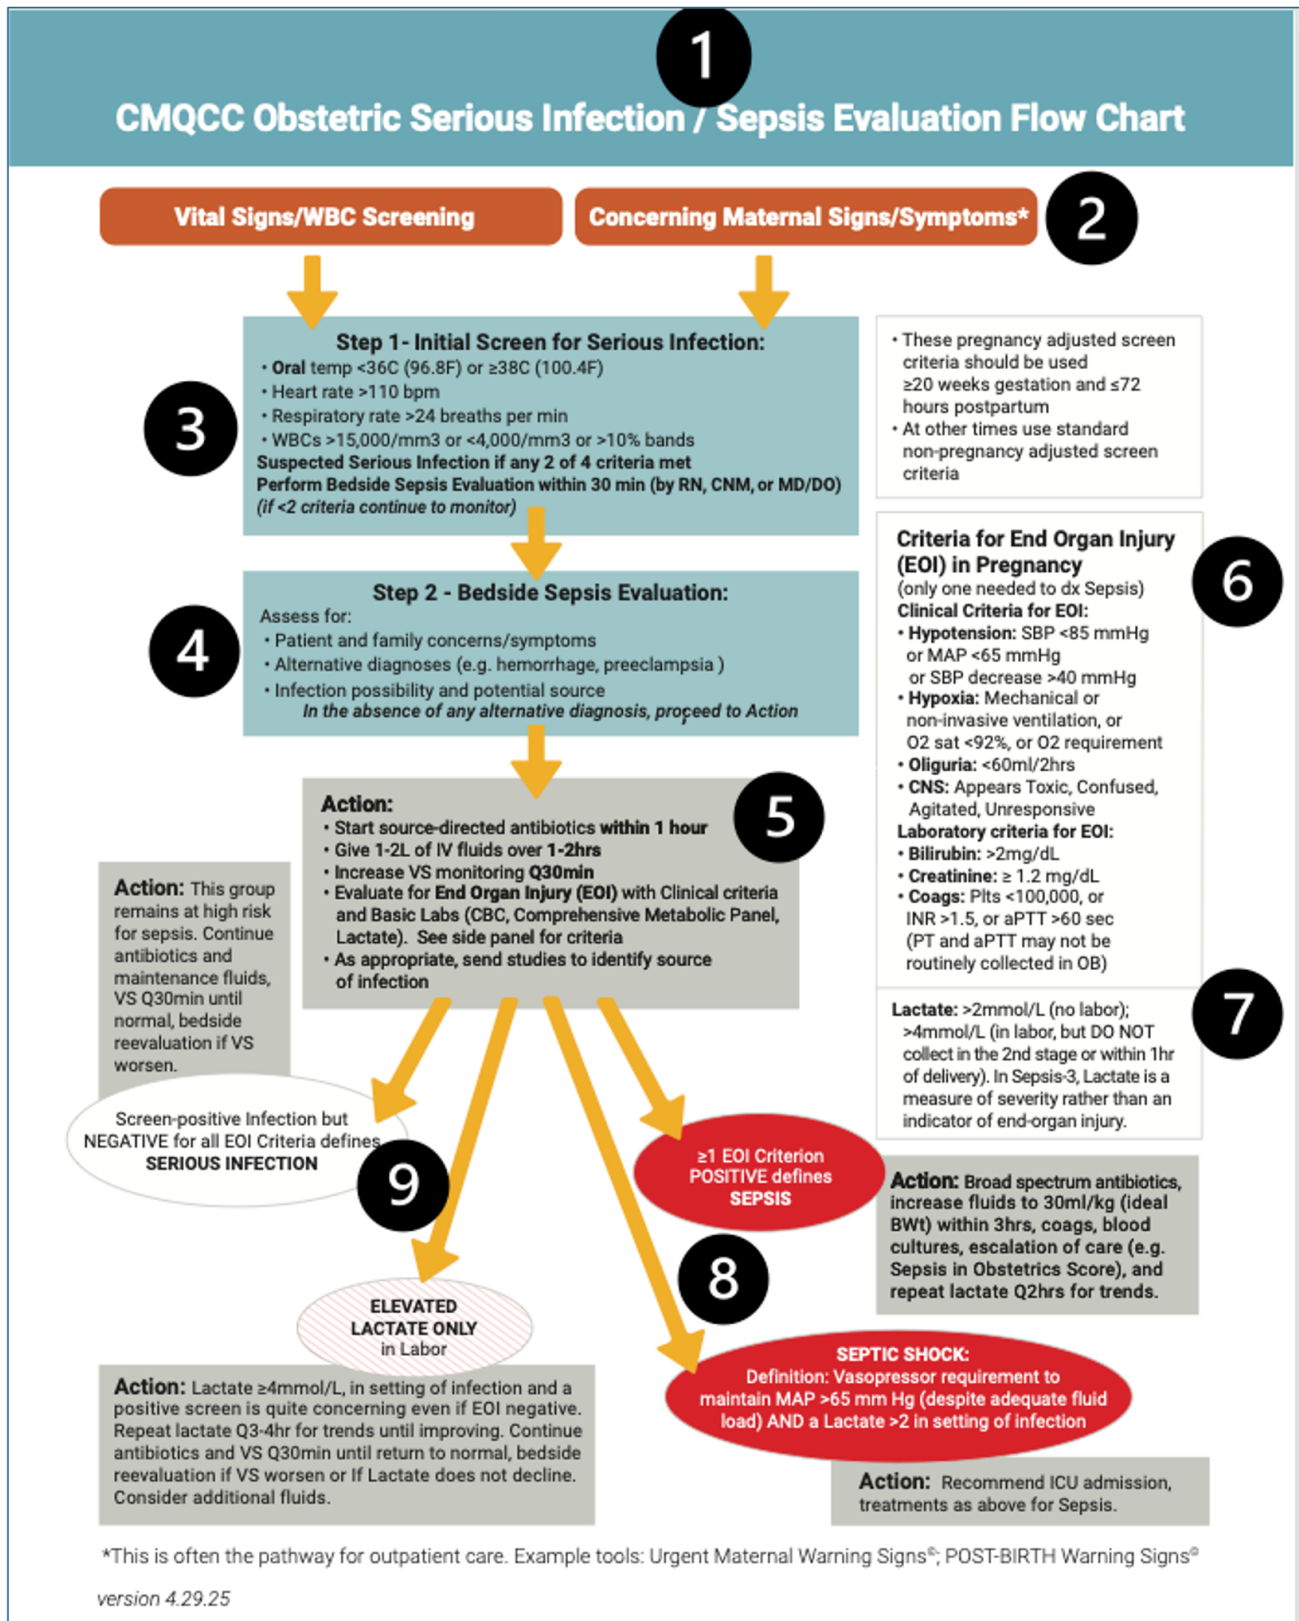 1
CMQCC Obstetric Serious Infection / Sepsis Evaluation Flow Chart
Vital Signs/WBC Screening
Concerning Maternal Signs/Symptoms*
2
3
Step 1- Initial Screen for Serious Infection:
• Oral temp <36C (96.8F) or ≥38C (100.4F)
• Heart rate >110 bpm
• Respiratory rate >24 breaths per min
• WBCs >15,000/mm3 or <4,000/mm3 or >10% bands
Suspected Serious Infection if any 2 of 4 criteria met
Perform Bedside Sepsis Evaluation within 30 min (by RN, CNM, or MD/DO)
(if <2 criteria continue to monitor)
• These pregnancy adjusted screen
criteria should be used
≥20 weeks gestation and ≤72
hours postpartum
• At other times use standard
non-pregnancy adjusted screen
criteria
4
Step 2 - Bedside Sepsis Evaluation:
Assess for:
• Patient and family concerns/symptoms
• Alternative diagnoses (e.g. hemorrhage, preeclampsia )
• Infection possibility and potential source
In the absence of any alternative diagnosis, proceed to Action
6
Criteria for End Organ Injury
(EOI) in Pregnancy
(only one needed to dx Sepsis)
Clinical Criteria for EOI:
• Hypotension: SBP <85 mmHg
or MAP <65 mmHg
or SBP decrease >40 mmHg
• Hypoxia: Mechanical or
non-invasive ventilation, or
O2 sat <92%, or O2 requirement
• Oliguria: <60ml/2hrs
• CNS: Appears Toxic, Confused,
Agitated, Unresponsive
Laboratory criteria for EOI:
• Bilirubin: >2mg/dL
• Creatinine: ≥ 1.2 mg/dL
• Coags: Plts <100,000, or
INR >1.5, or aPTT >60 sec
(PT and aPTT may not be
routinely collected in OB)
7
Lactate: >2mmol/L (no labor);
>4mmol/L (in labor, but DO NOT
collect in the 2nd stage or within 1hr
of delivery). In Sepsis-3, Lactate is a
measure of severity rather than an
indicator of end-organ injury.
5
Action:
• Start source-directed antibiotics within 1 hour
• Give 1-2L of IV fluids over 1-2hrs
• Increase VS monitoring Q30min
• Evaluate for End Organ Injury (EOI) with Clinical criteria
and Basic Labs (CBC, Comprehensive Metabolic Panel,
Lactate). See side panel for criteria
• As appropriate, send studies to identify source
of infection
Action: This group
remains at high risk
for sepsis. Continue
antibiotics and
maintenance fluids,
VS Q30min until
normal, bedside
reevaluation if VS
worsen.
Screen-positive Infection but
NEGATIVE for all EOI Criteria defines
SERIOUS INFECTION
9
≥1 EOI Criterion
POSITIVE defines
SEPSIS
Action: Broad spectrum antibiotics,
increase fluids to 30ml/kg (ideal
BWt) within 3hrs, coags, blood
cultures, escalation of care (e.g.
Sepsis in Obstetrics Score), and
repeat lactate Q2hrs for trends.
8
ELEVATED
LACTATE ONLY
in Labor
Action: Lactate ≥4mmol/L, in setting of infection and a
positive screen is quite concerning even if EOI negative.
Repeat lactate Q3-4hr for trends until improving. Continue
antibiotics and VS Q30min until return to normal, bedside
reevaluation if VS worsen or If Lactate does not decline.
Consider additional fluids.
SEPTIC SHOCK:
Definition: Vasopressor requirement to
maintain MAP >65 mm Hg (despite adequate fluid
load) AND a Lactate >2 in setting of infection
Action: Recommend ICU admission,
treatments as above for Sepsis.
*This is often the pathway for outpatient care. Example tools: Urgent Maternal Warning Signs©; POST-BIRTH Warning Signs©
version 4.29.25